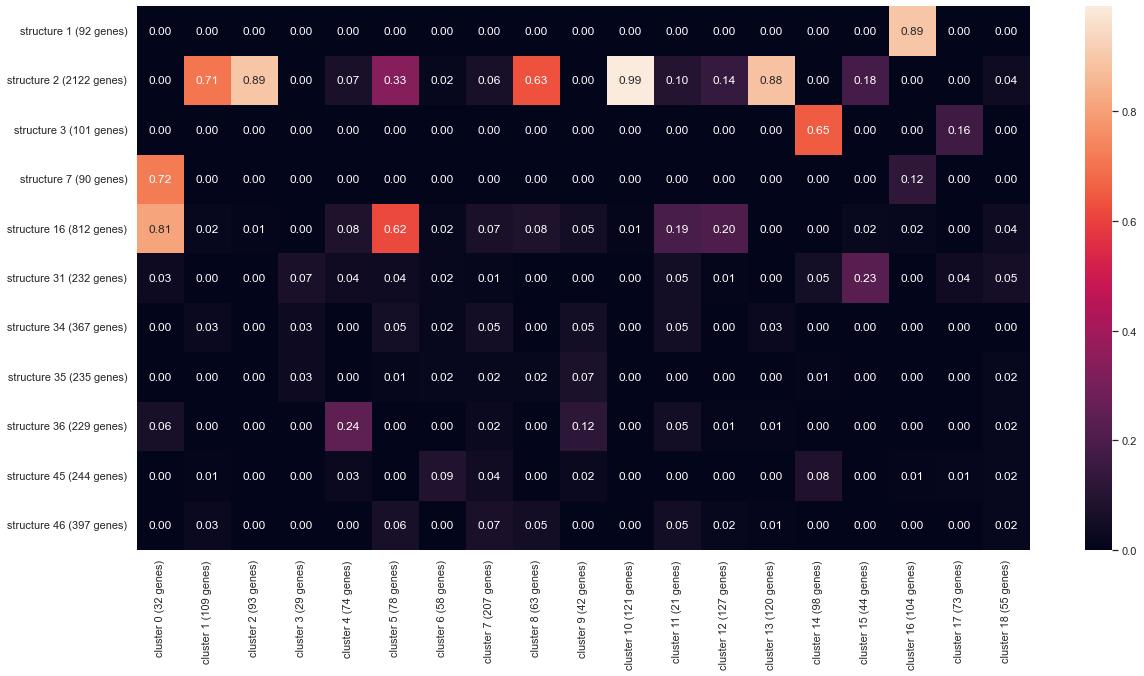 structure 1 (92 genes) 0.00 0.00 0.00 0.00 0.00 0.00 0.00 0.00 0.00 0.00 0.00 0.00 0.00 0.00 0.00 0.00 0.89 0.00 0.00
structure 2 (2122 genes) 0.00 0.71 0.89 0.00 0.07 0.33 0.02 0.06 0.63 0.00 0.99 0.10 0.14 0.88 0.00 0.18 0.00 0.00 0.04
0.8
structure 3 (101 genes) 0.00 0.00 0.00 0.00 0.00 0.00 0.00 0.00 0.00 0.00 0.00 0.00 0.00 0.00 0.65 0.00 0.00 0.16 0.00
structure 7 (90 genes) 0.72 0.00 0.00 0.00 0.00 0.00 0.00 0.00 0.00 0.00 0.00 0.00 0.00 0.00 0.00 0.00 0.12 0.00 0.00
0.6
structure 16 (812 genes) 0.81 0.02 0.01 0.00 0.08 0.62 0.02 0.07 0.08 0.05 0.01 0.19 0.20 0.00 0.00 0.02 0.02 0.00 0.04
structure 31 (232 genes) 0.03 0.00 0.00 0.07 0.04 0.04 0.02 0.01 0.00 0.00 0.00 0.05 0.01 0.00 0.05 0.23 0.00 0.04 0.05
structure 34 (367 genes) 0.00 0.03 0.00 0.03 0.00 0.05 0.02 0.05 0.00 0.05 0.00 0.05 0.00 0.03 0.00 0.00 0.00 0.00 0.00
0.4
structure 35 (235 genes) 0.00 0.00 0.00 0.03 0.00 0.01 0.02 0.02 0.02 0.07 0.00 0.00 0.00 0.00 0.01 0.00 0.00 0.00 0.02
structure 36 (229 genes) 0.06 0.00 0.00 0.00 0.24 0.00 0.00 0.02 0.00 0.12 0.00 0.05 0.01 0.01 0.00 0.00 0.00 0.00 0.02
0.2
structure 45 (244 genes) 0.00 0.01 0.00 0.00 0.03 0.00 0.09 0.04 0.00 0.02 0.00 0.00 0.00 0.00 0.08 0.00 0.01 0.01 0.02
structure 46 (397 genes) 0.00 0.03 0.00 0.00 0.00 0.06 0.00 0.07 0.05 0.00 0.00 0.05 0.02 0.01 0.00 0.00 0.00 0.00 0.02
0.0
cluster 0 (32 genes)
cluster 1 (109 genes)
cluster 2 (93 genes)
cluster 3 (29 genes)
cluster 4 (74 genes)
cluster 5 (78 genes)
cluster 6 (58 genes)
cluster 7 (207 genes)
cluster 8 (63 genes)
cluster 9 (42 genes)
cluster 10 (121 genes)
cluster 11 (21 genes)
cluster 12 (127 genes)
cluster 13 (120 genes)
cluster 14 (98 genes)
cluster 15 (44 genes)
cluster 16 (104 genes)
cluster 17 (73 genes)
cluster 18 (55 genes)